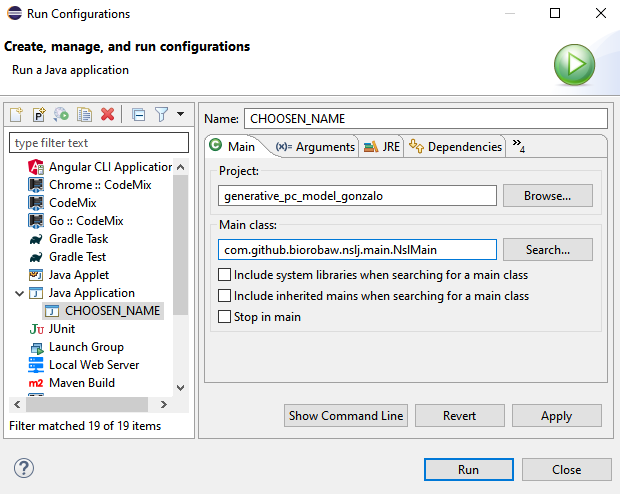 Run Configurations
Create, manage, and run configurations
Run a Java application
Name: CHOOSEN_NAME
type filter text
Angular CLI Application
Chrome :: CodeMix
CodeMix
Go :: CodeMix
Gradle Task
Gradle Test
Java Applet
Java Application
CHOOSEN_NAME
JUnit
Launch Group
Local Web Server
Maven Build
Filter matched 19 of 19 items
Main (x)= Arguments JRE Dependencies »4
Project:
generative_pc_model_gonzalo Browse...
Main class:
com.github.biorobaw.nslj.main.NslMain Search...
Include system libraries when searching for a main class
Include inherited mains when searching for a main class
Stop in main
Show Command Line Revert Apply
Run Close